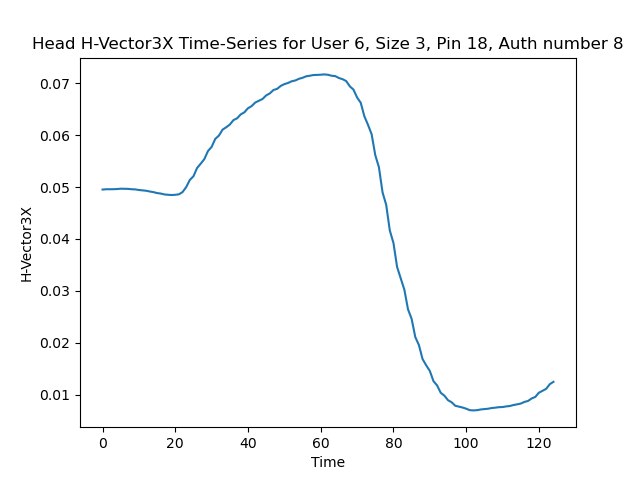 Head H-Vector3X Time-Series for User 6, Size 3, Pin 18, Auth number 8
0.07
0.06
0.05
0.04
0.03
0.02
0.01
H-Vector3X
0 20 40 60 80 100 120
Time